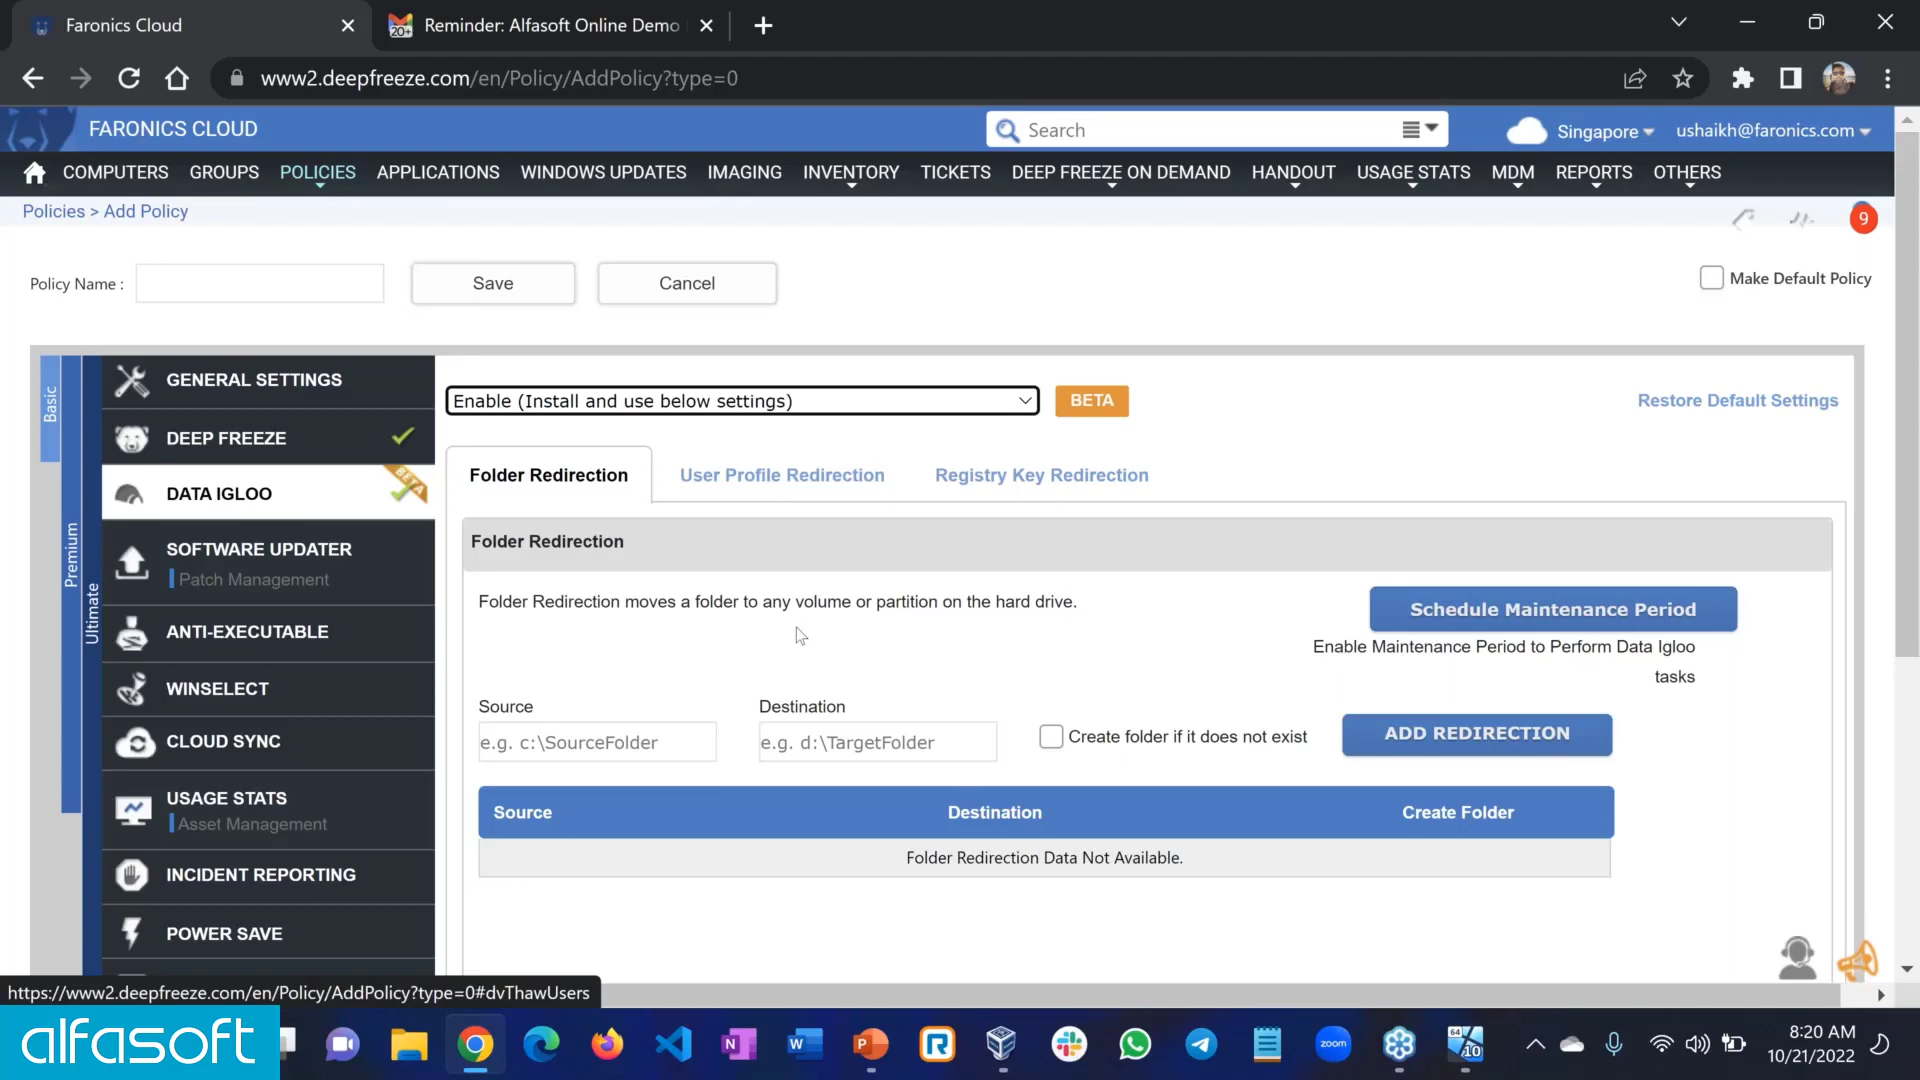 Faronics Cloud
20+
Reminder: Alfasoft Online Demo
www2.deepfreeze.com/en/Policy/AddPolicy?type=0
FARONICS CLOUD
Search
Singapore
ushaikh@faronics.com
COMPUTERS GROUPS POLICIES APPLICATIONS WINDOWS UPDATES IMAGING INVENTORY TICKETS DEEP FREEZE ON DEMAND HANDOUT USAGE STATS MDM REPORTS OTHERS
Policies > Add Policy
9
Policy Name :
Save
Cancel
Make Default Policy
Basic
Premium
Ultimate
GENERAL SETTINGS
DEEP FREEZE
DATA IGLOO
BETA
SOFTWARE UPDATER
Patch Management
ANTI-EXECUTABLE
WINSELECT
CLOUD SYNC
USAGE STATS
Asset Management
INCIDENT REPORTING
POWER SAVE
Enable (Install and use below settings)
BETA
Restore Default Settings
Folder Redirection
User Profile Redirection
Registry Key Redirection
Folder Redirection
Folder Redirection moves a folder to any volume or partition on the hard drive.
Schedule Maintenance Period
Enable Maintenance Period to Perform Data Igloo
tasks
Source
Destination
e.g. c:\SourceFolder
e.g. d:\TargetFolder
Create folder if it does not exist
ADD REDIRECTION
Source
Destination
Create Folder
Folder Redirection Data Not Available.
https://www2.deepfreeze.com/en/Policy/AddPolicy?type=0#dvThawUsers
alfasoft
N
W
P
R
zoom
64
10
8:20 AM
10/21/2022